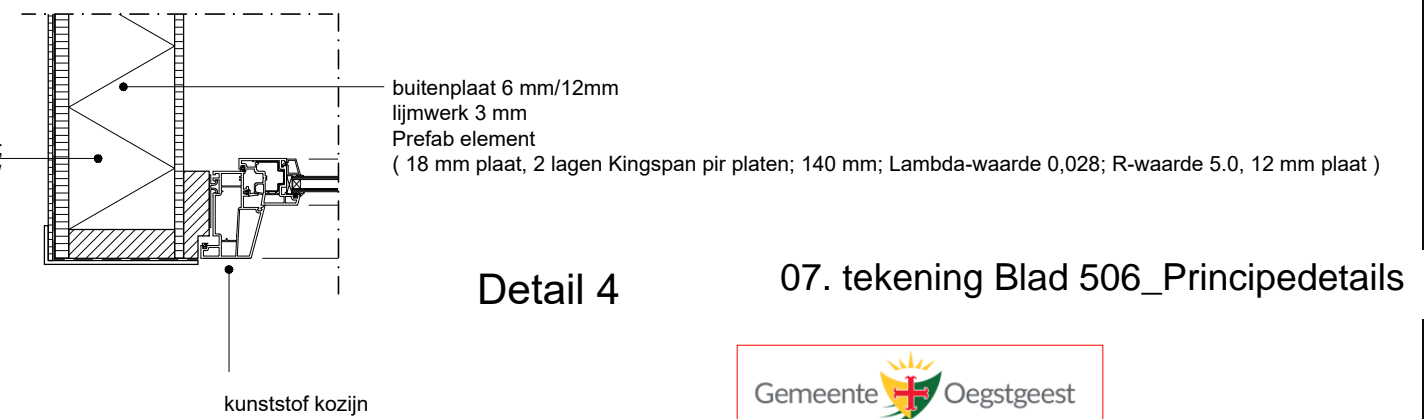 buitenplaat 6 mm/12mm
lijmwerk 3 mm
Prefab element
( 18 mm plaat, 2 lagen Kingspan pir platen; 140 mm; Lambda-waarde 0,028; R-waarde 5.0, 12 mm plaat )
Detail 4
07. tekening Blad 506_Principedetails
Gemeente Oegstgeest
kunststof kozijn